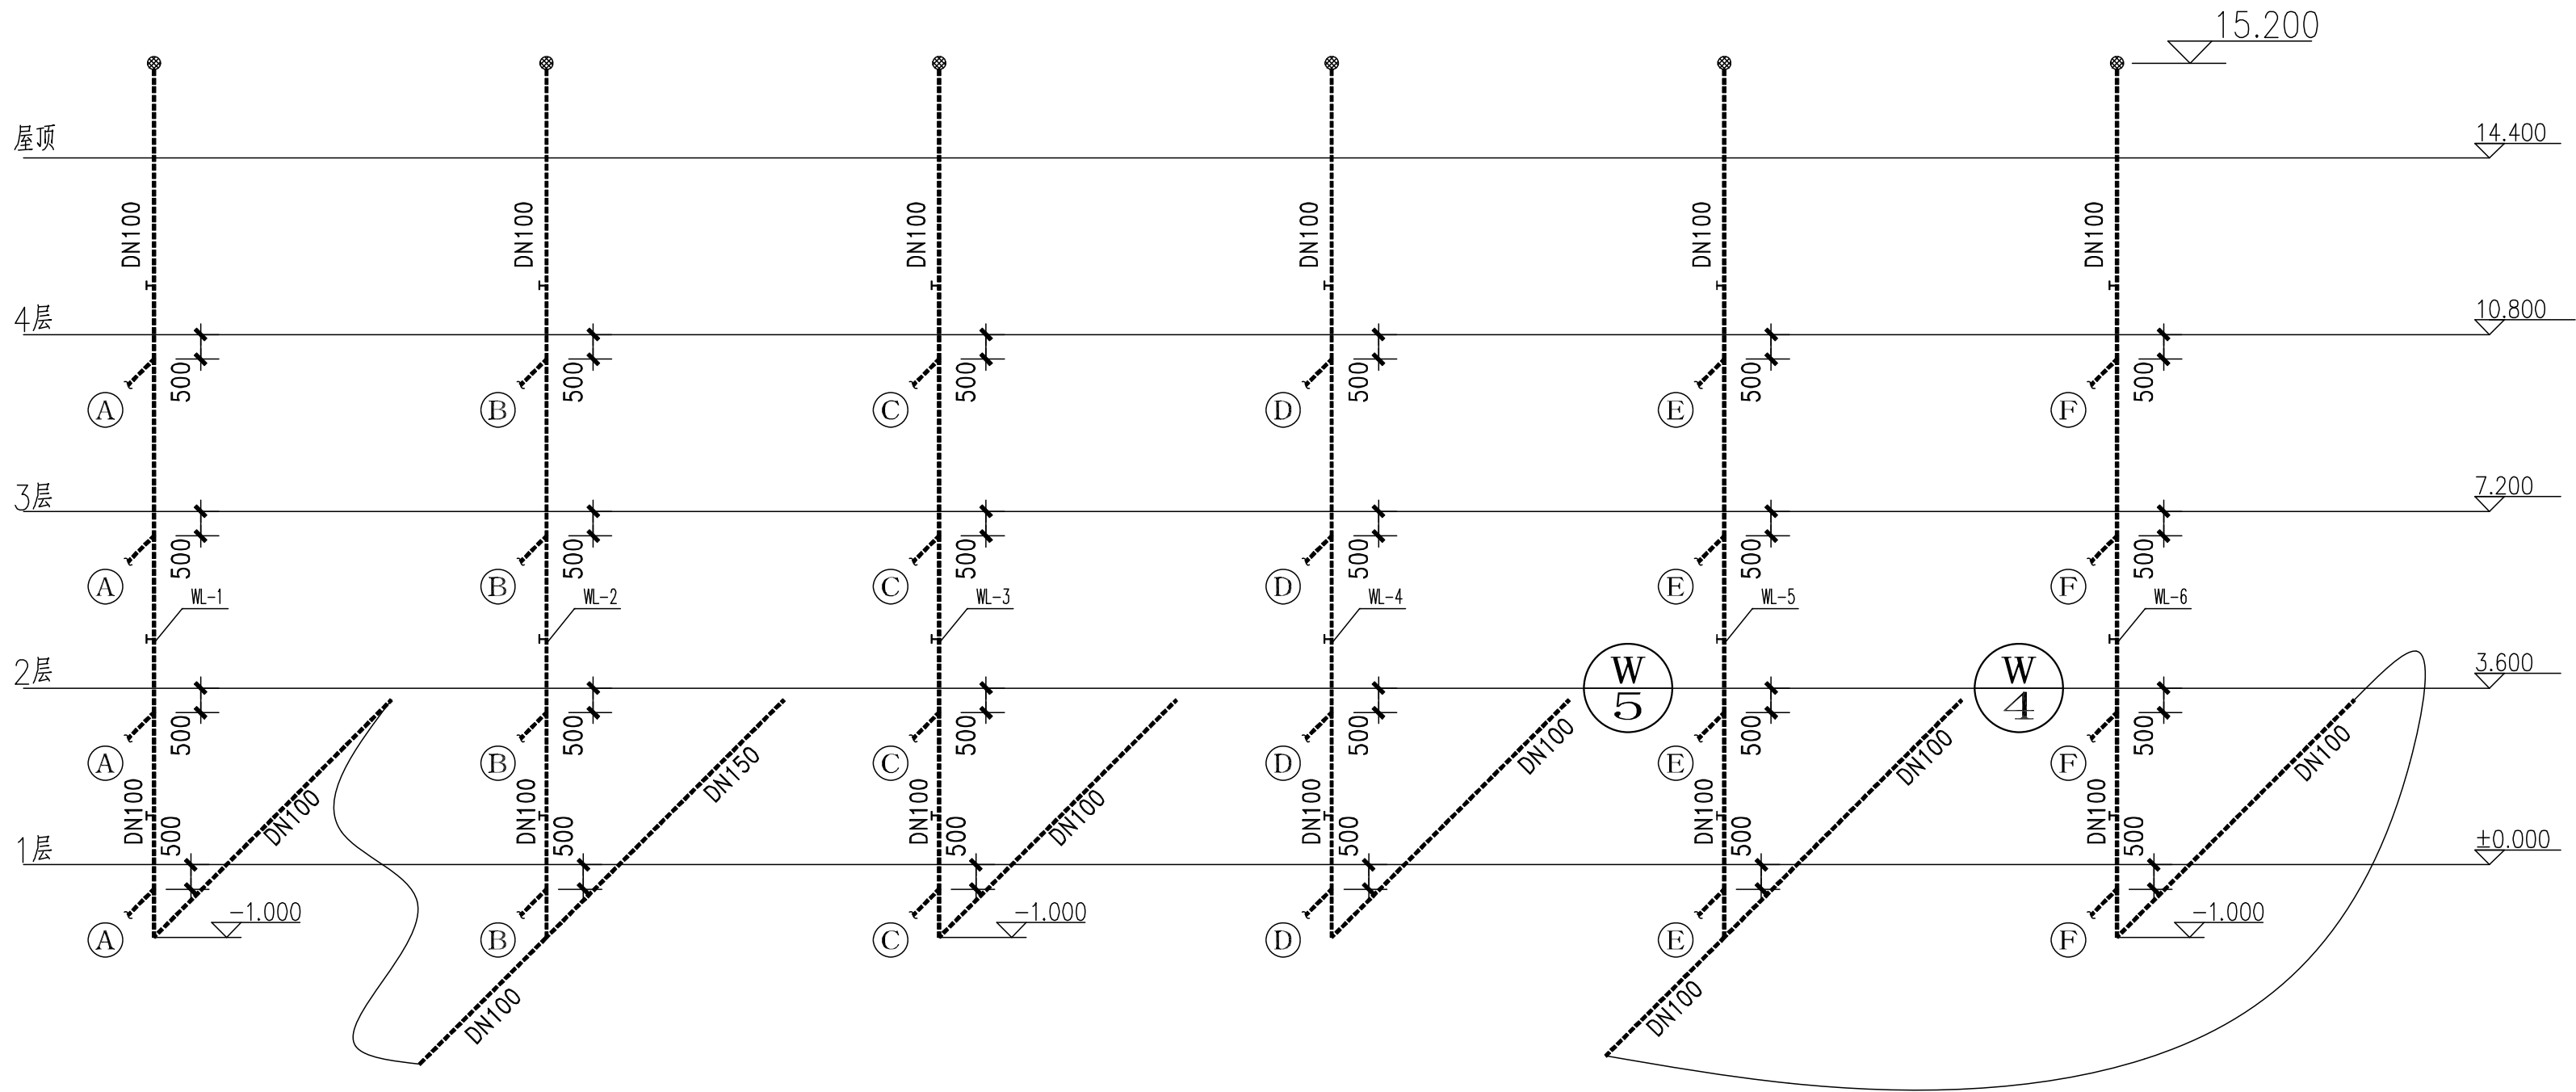 15.200
屋顶
14.400
DN100 DN100 DN100 DN100 DN100 DN100
4层
10.800
500 500 500 500 500 500
A B C D E F
3层
7.200
500 500 500 500 500 500
A B C D E F
WL-1 WL-2 WL-3 WL-4 WL-5 WL-6
2层
W
5
W
4
3.600
500 500 500 500 500 500
A B C D E F
DN100 DN150 DN100 DN100 DN100 DN100
DN100 DN100 DN100 DN100 DN100 DN100
500 500 500 500 500 500
1层
±0.000
-1.000 -1.000 -1.000
A B C D E F
DN100 DN100